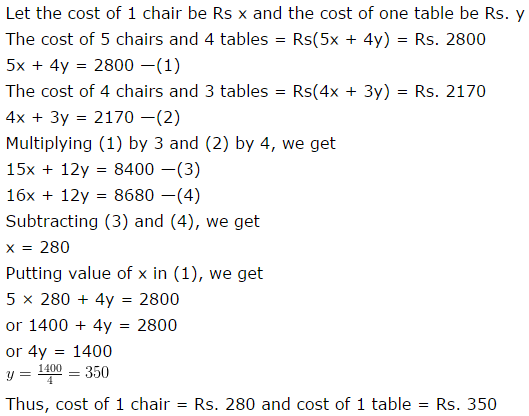 Let the cost of 1 chair be Rs x and the cost of one table be Rs. y
The cost of 5 chairs and 4 tables = Rs(5x + 4y) = Rs. 2800
5x + 4y = 2800 —(1)
The cost of 4 chairs and 3 tables = Rs(4x + 3y) = Rs. 2170
4x + 3y = 2170 —(2)
Multiplying (1) by 3 and (2) by 4, we get
15x + 12y = 8400 —(3)
16x + 12y = 8680 —(4)
Subtracting (3) and (4), we get
x = 280
Putting value of x in (1), we get
5 × 280 + 4y = 2800
or 1400 + 4y = 2800
or 4y = 1400
y = 1400/4 = 350
Thus, cost of 1 chair = Rs. 280 and cost of 1 table = Rs. 350